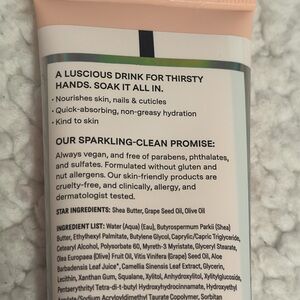 A LUSCIOUS DRINK FOR THIRSTY
HANDS. SOAK IT ALL IN.
• Nourishes skin, nails & cuticles
• Quick-absorbing, non-greasy hydration
• Kind to skin
OUR SPARKLING-CLEAN PROMISE:
Always vegan, and free of parabens, phthalates,
and sulfates. Formulated without gluten and
nut allergens. Our skin-friendly products are
cruelty-free, and clinically, allergy, and
dermatologist tested.
STAR INGREDIENTS: Shea Butter, Grape Seed Oil, Olive Oil
INGREDIENT LIST: Water (Aqua) (Eau), Butyrospermum Parkii (Shea)
Butter, Ethylhexyl Palmitate, Butylene Glycol, Caprylic/Capric Triglyceride,
Cetearyl Alcohol, Polysorbate 60, Myreth-3 Myristate, Glyceryl Stearate,
Olea Europaea (Olive) Fruit Oil, Vitis Vinifera (Grape) Seed Oil, Aloe
Barbadensis Leaf Juice*, Camellia Sinensis Leaf Extract, Glycerin,
Lecithin, Xanthan Gum, Squalane, Xylitol, Anhydroxylitol, Xylitylglucoside,
Pentaerythrityl Tetra-di-t-butyl Hydroxyhydrocinnamate, Hydroxyethyl
Acrylate/Sodium Acryloyldimethyl Taurate Copolymer, Sorbitan